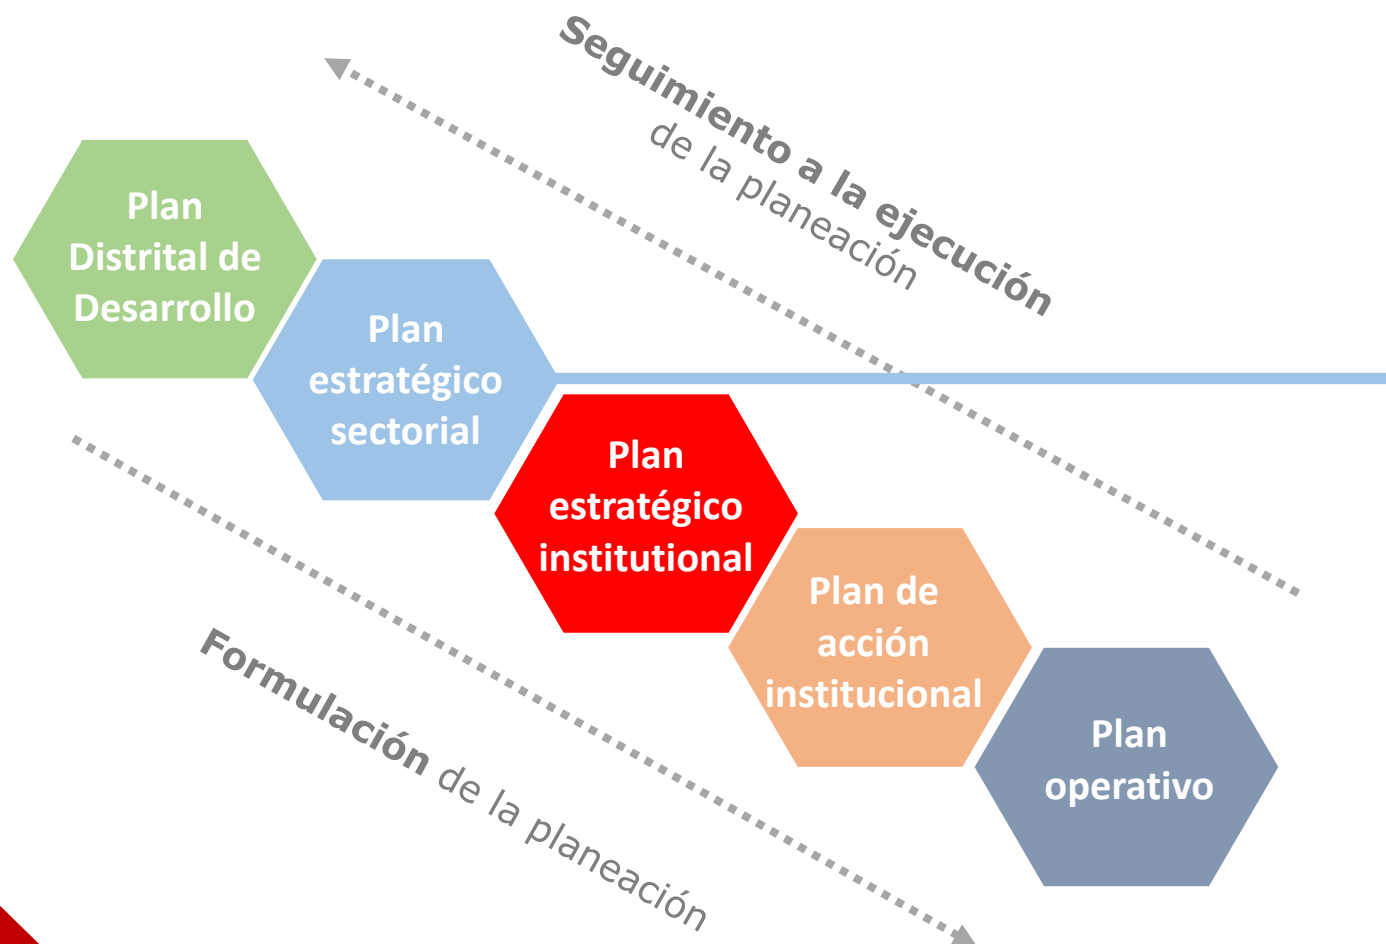 Seguimiento a la ejecución
de la planeación
Plan
Distrital de
Desarrollo
Plan
estratégico
sectorial
Plan
estratégico
institutional
Plan de
acción
institucional
Plan
operativo
Formulación de la planeación